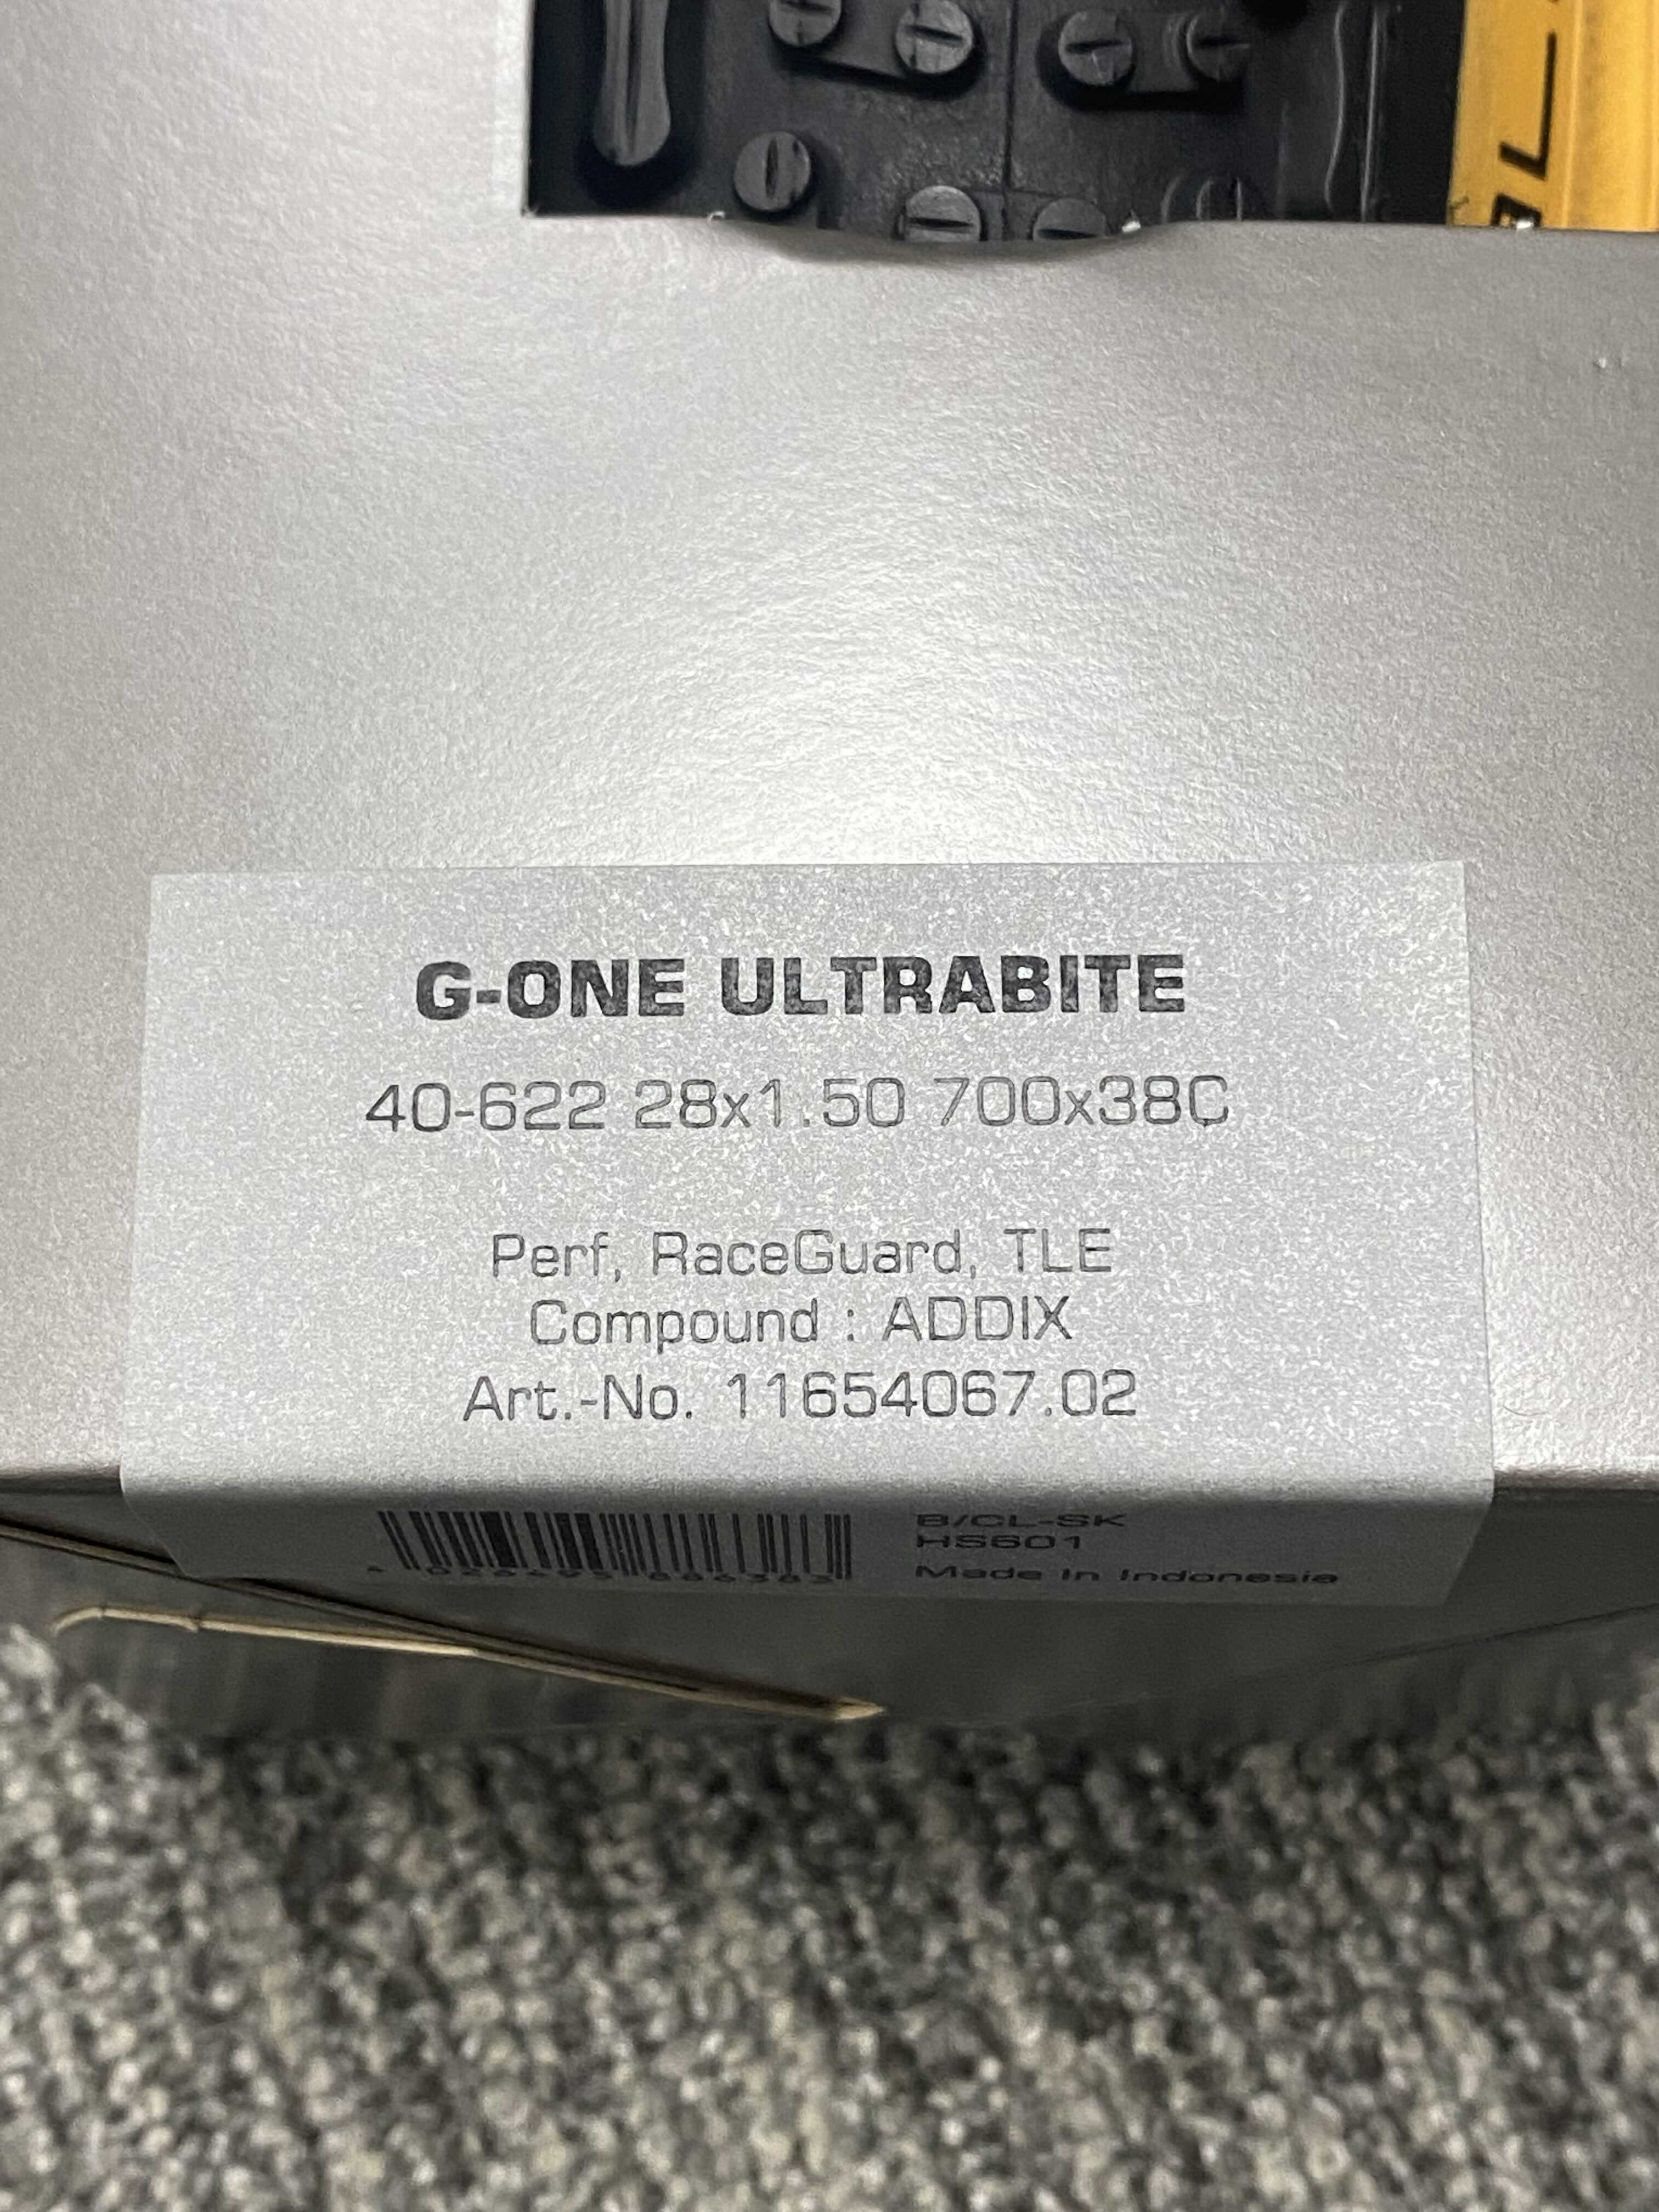 G-ONE ULTRABITE
40-622 28x1.50 700x38C
Perf, RaceGuard, TLE
Compound : ADDIX
Art.-No. 11654067.02
B/CL-SK
HS601
Made in Indonesia